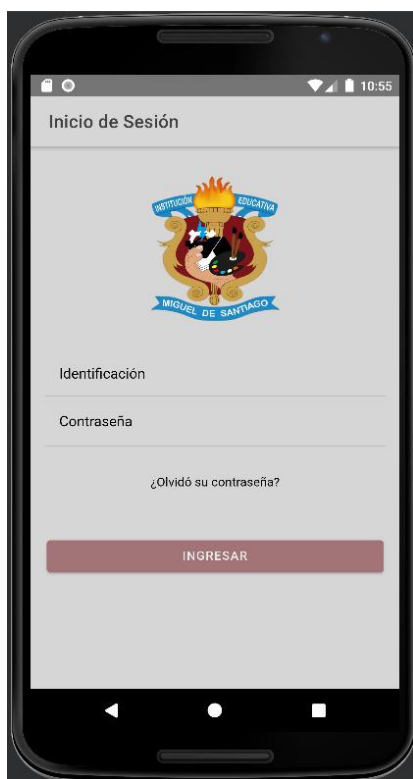 10:55
Inicio de Sesión
INSTITUCIÓN EDUCATIVA
MIGUEL DE SANTIAGO
Identificación
Contraseña
¿Olvidó su contraseña?
INGRESAR